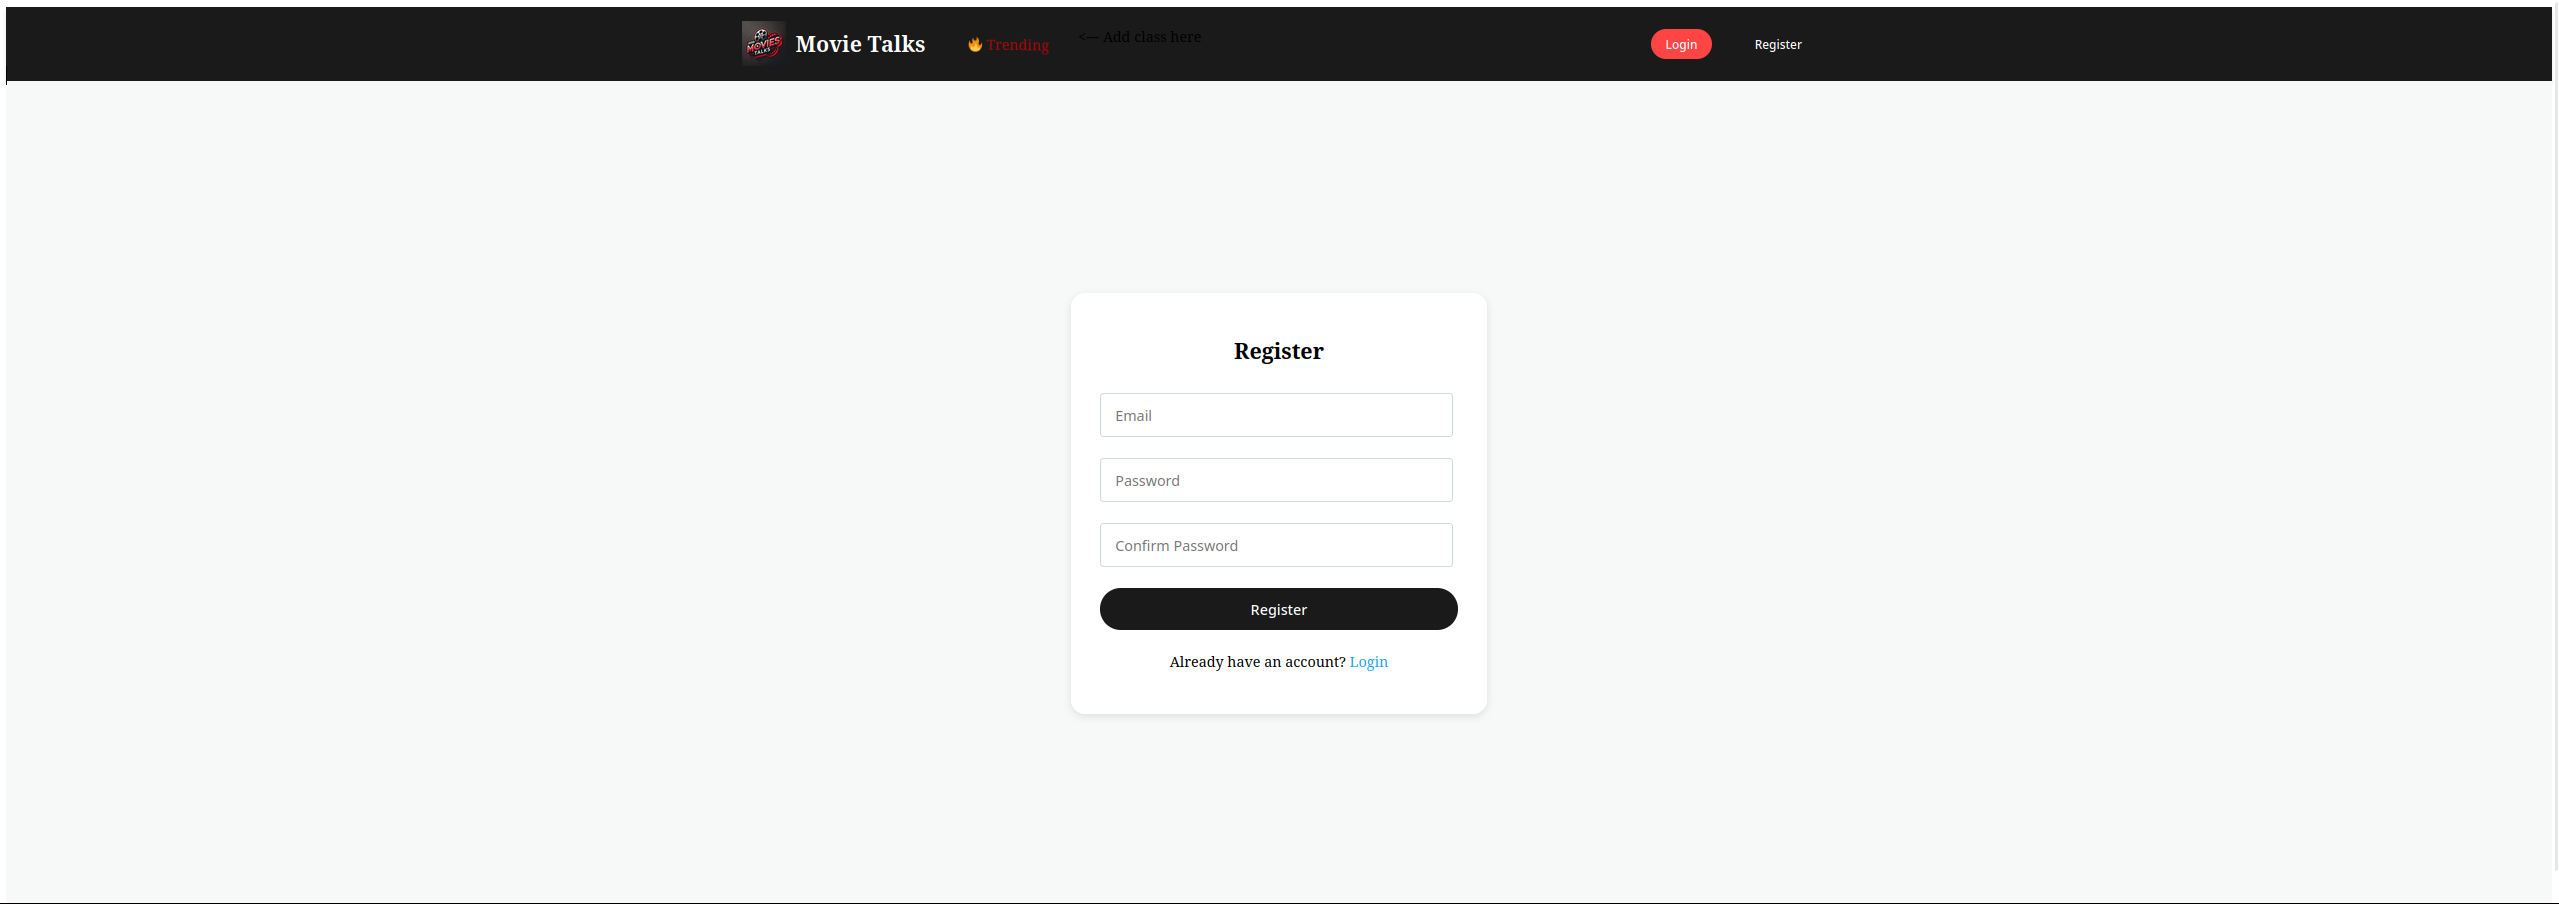 MOVIES
TALKS
Movie Talks
Trending
<-- Add class here
Login
Register
Register
Email
Password
Confirm Password
Register
Already have an account? Login